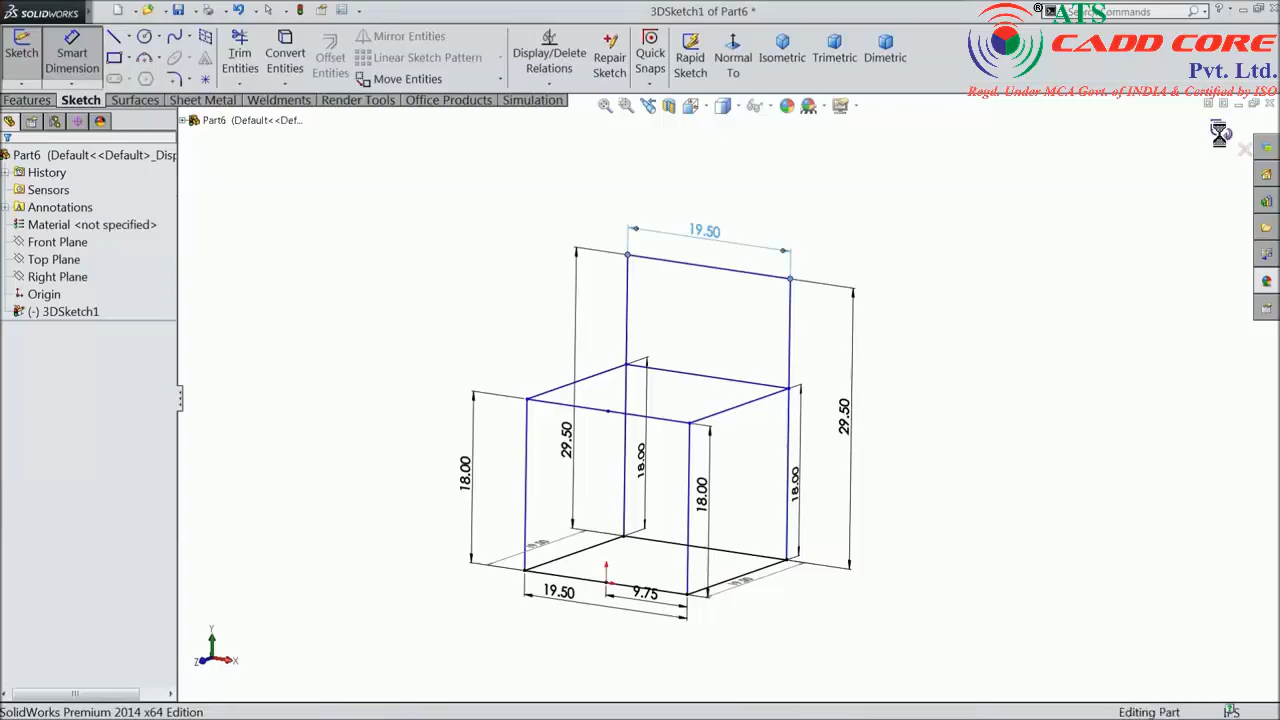 SOLIDWORKS
3DSketch1 of Part6 *
Commands
®
ATS
CADD CORE
Pvt. Ltd.
Regd. Under MCA Govt. of INDIA & Certified by ISO
Sketch
Smart
Dimension
Trim
Entities
Convert
Entities
Offset
Entities
Mirror Entities
Linear Sketch Pattern
Move Entities
Display/Delete
Relations
Repair
Sketch
Quick
Snaps
Rapid
Sketch
Normal
To
Isometric
Trimetric
Dimetric
Features
Sketch
Surfaces
Sheet Metal
Weldments
Render Tools
Office Products
Simulation
Part6 (Default<<Def...
Part6 (Default<<Default>_Disp
History
Sensors
Annotations
Material <not specified>
Front Plane
Top Plane
Right Plane
Origin
(-) 3DSketch1
19.50
29.50
29.50
18.00
18.00
18.00
18.00
19.50
9.75
Y
Z
X
SolidWorks Premium 2014 x64 Edition
Editing Part
IPS